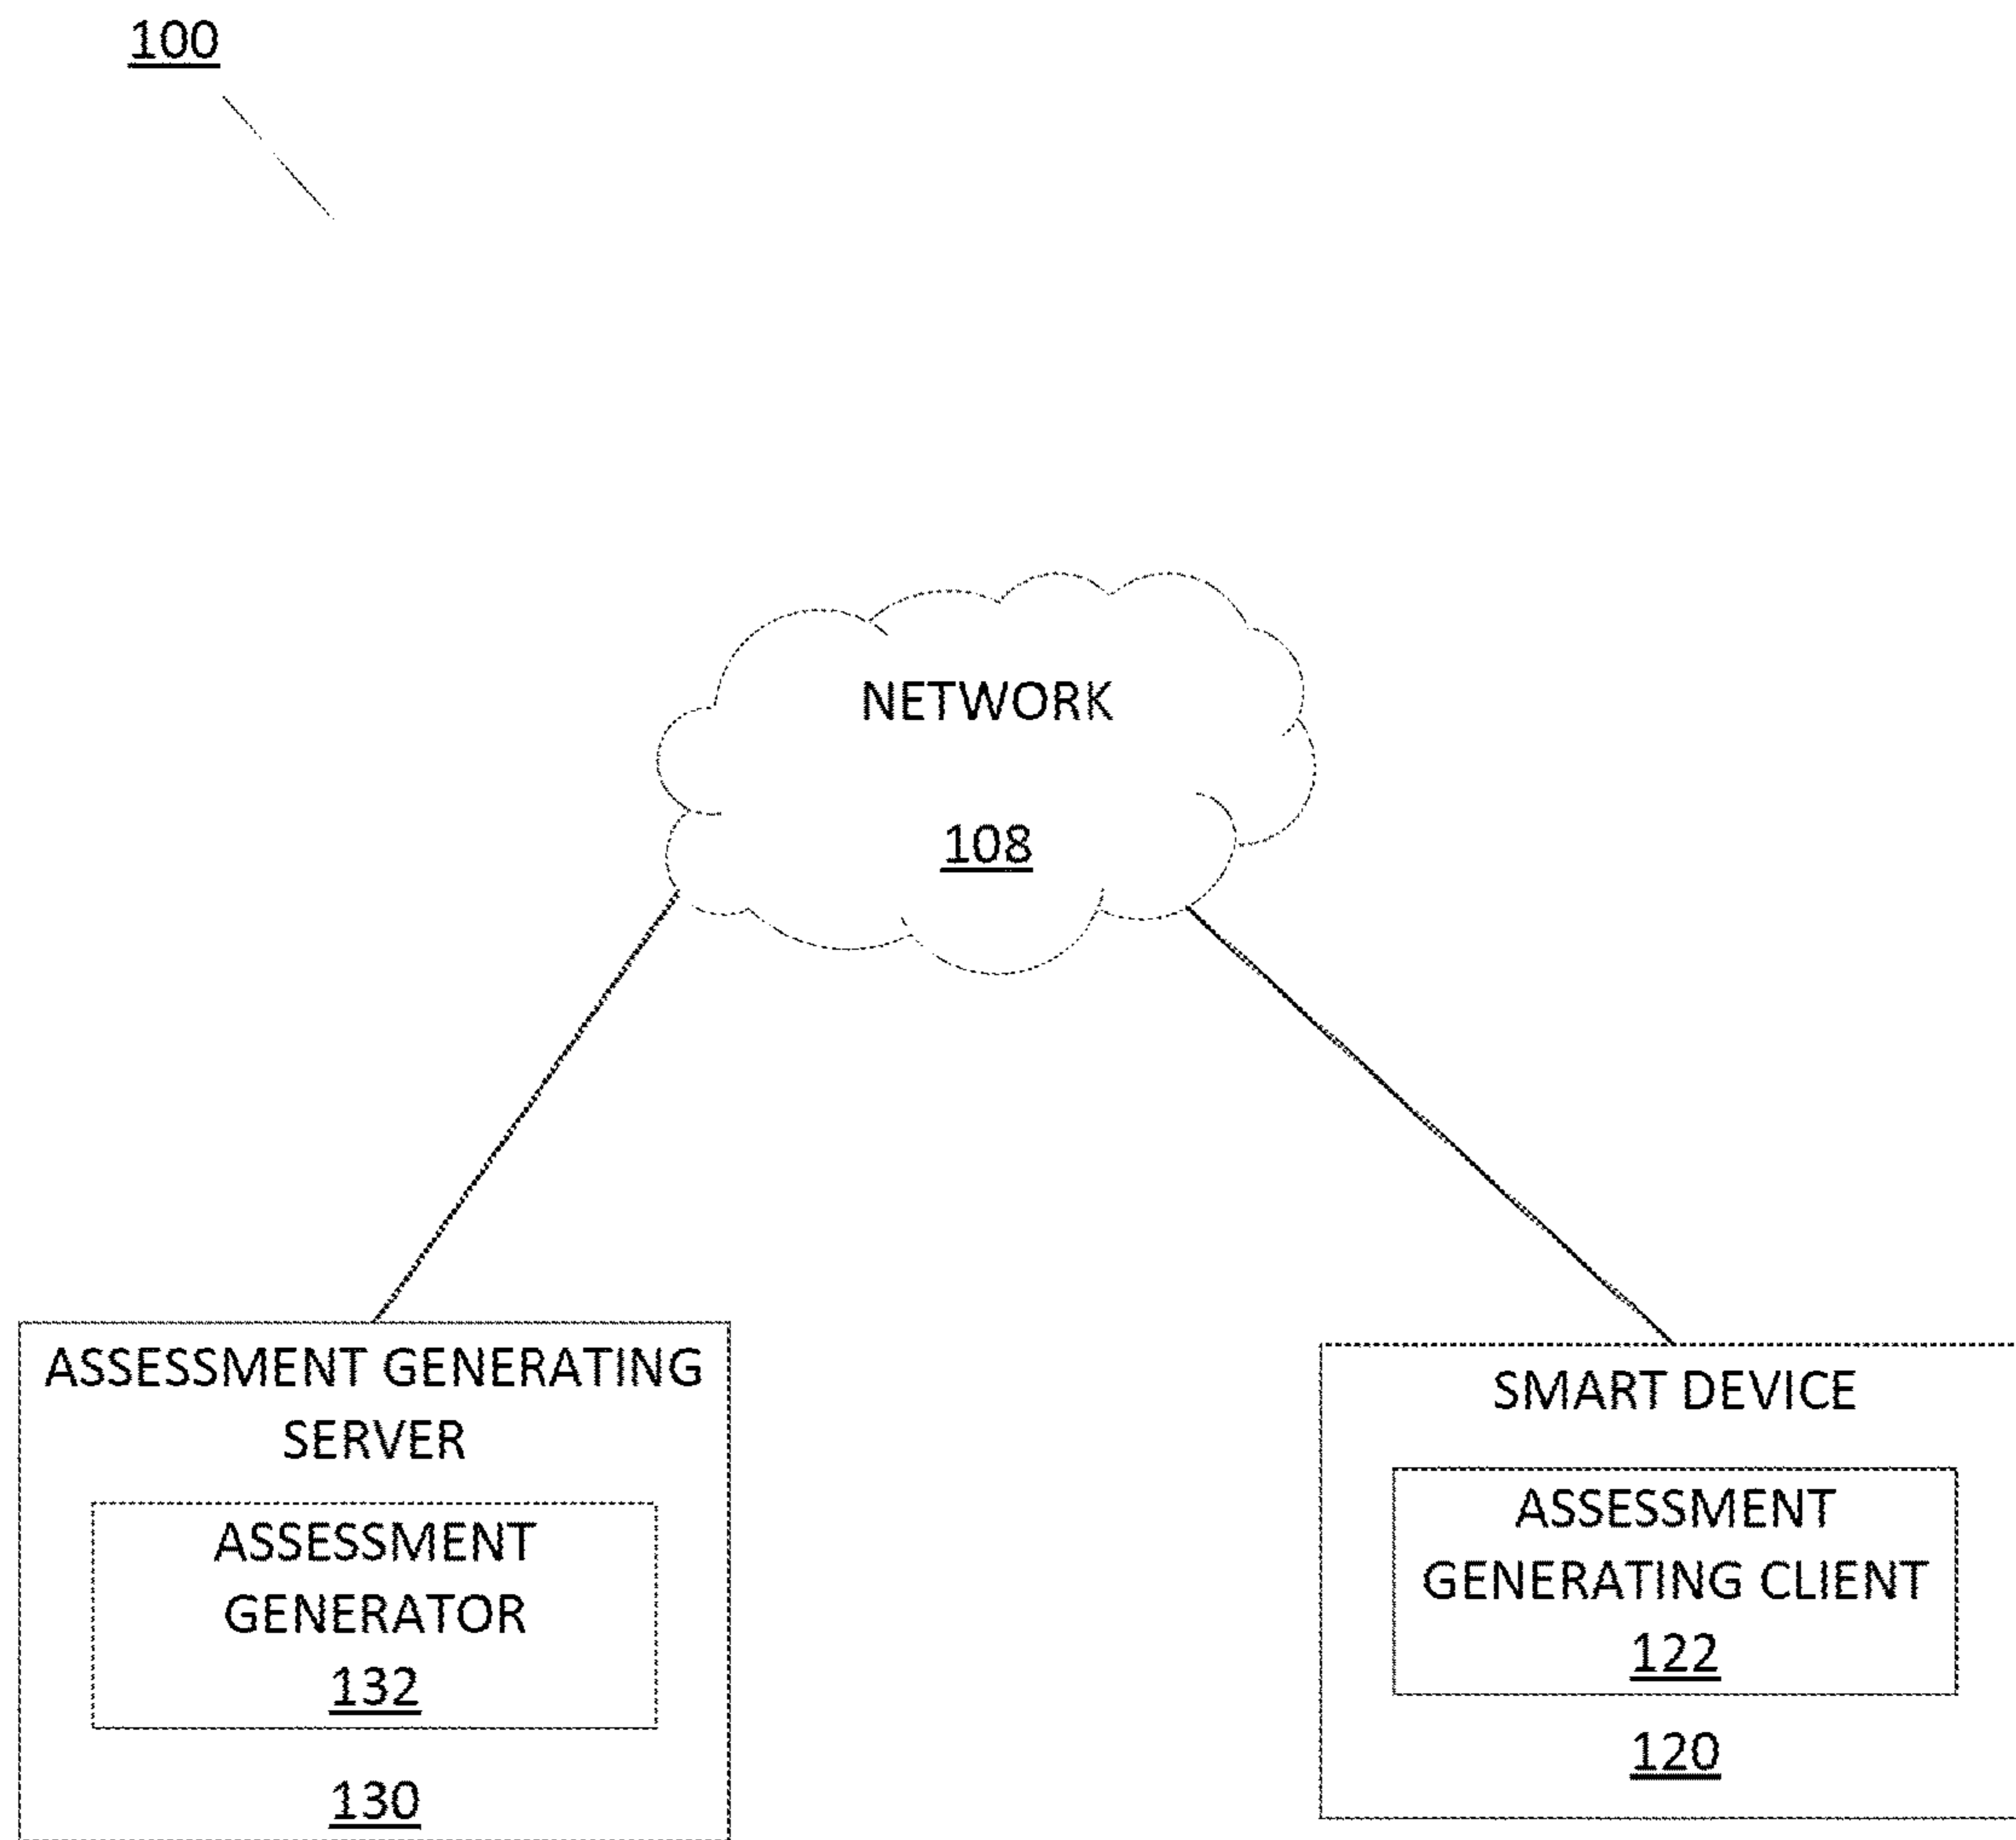 100
NETWORK
108
ASSESSMENT GENERATING
SERVER
ASSESSMENT
GENERATOR
132
130
SMART DEVICE
ASSESSMENT
GENERATING CLIENT
122
120